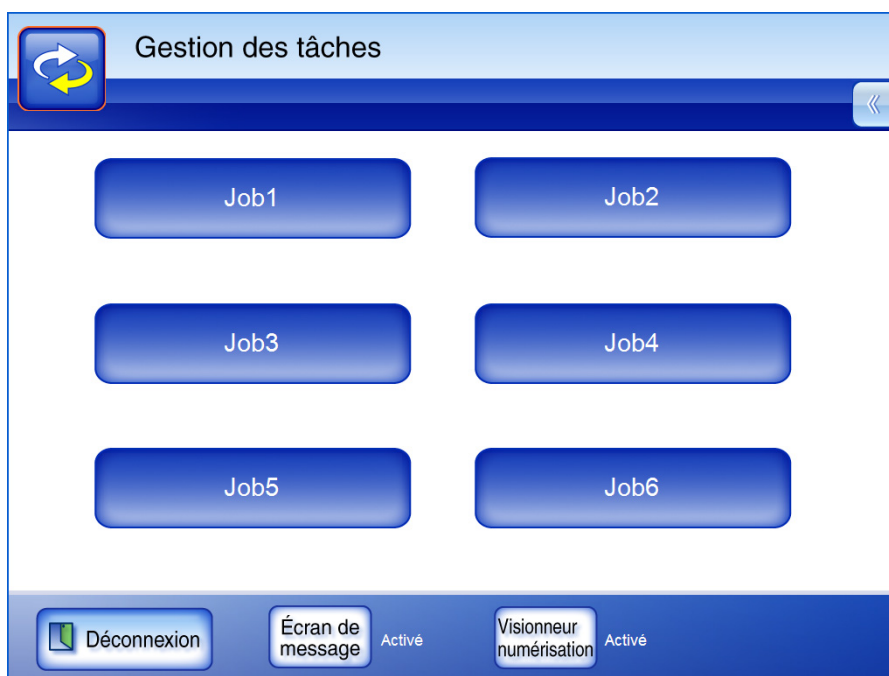 Gestion des tâches
Job1
Job2
Job3
Job4
Job5
Job6
Déconnexion
Écran de
message
Activé
Visionneur
numérisation
Activé